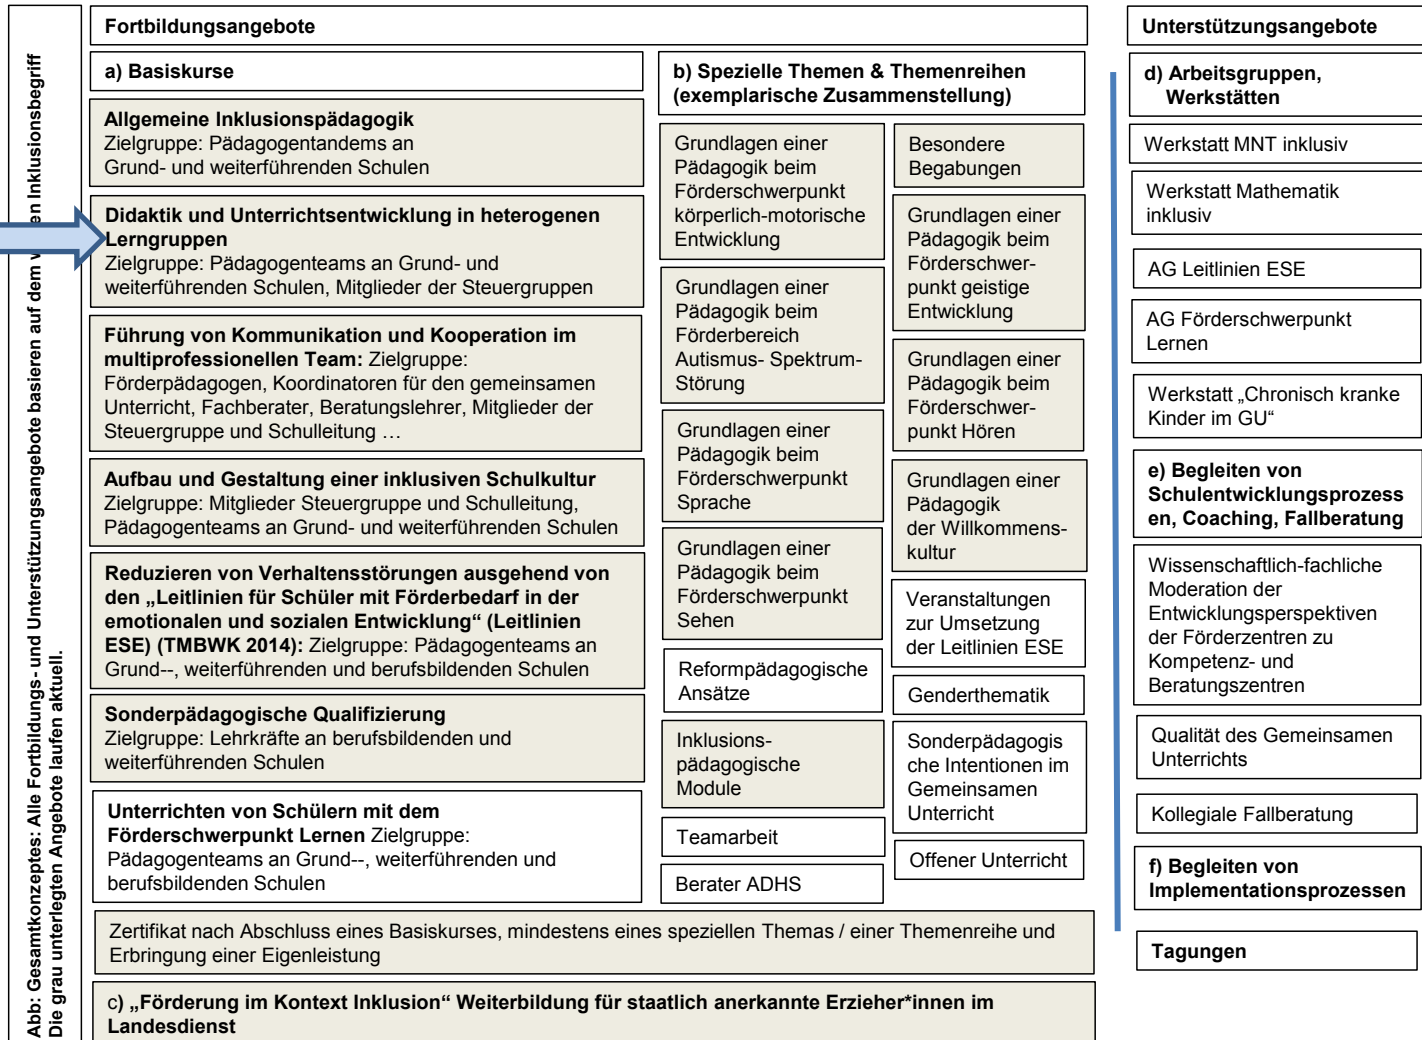 Abb: Gesamtkonzeptes: Alle Fortbildungs- und Unterstützungsangebote basieren auf dem en Inklusionsbegriff
Die grau unterlegten Angebote laufen aktuell.
Fortbildungsangebote
a) Basiskurse
Allgemeine Inklusionspädagogik
Zielgruppe: Pädagogentandems an
Grund- und weiterführenden Schulen
Didaktik und Unterrichtsentwicklung in heterogenen
Lerngruppen
Zielgruppe: Pädagogenteams an Grund- und
weiterführenden Schulen, Mitglieder der Steuergruppen
Führung von Kommunikation und Kooperation im
multiprofessionellen Team: Zielgruppe:
Förderpädagogen, Koordinatoren für den gemeinsamen
Unterricht, Fachberater, Beratungslehrer, Mitglieder der
Steuergruppe und Schulleitung …
Aufbau und Gestaltung einer inklusiven Schulkultur
Zielgruppe: Mitglieder Steuergruppe und Schulleitung,
Pädagogenteams an Grund- und weiterführenden Schulen
Reduzieren von Verhaltensstörungen ausgehend von
den „Leitlinien für Schüler mit Förderbedarf in der
emotionalen und sozialen Entwicklung“ (Leitlinien
ESE) (TMBWK 2014): Zielgruppe: Pädagogenteams an
Grund--, weiterführenden und berufsbildenden Schulen
Sonderpädagogische Qualifizierung
Zielgruppe: Lehrkräfte an berufsbildenden und
weiterführenden Schulen
Unterrichten von Schülern mit dem
Förderschwerpunkt Lernen Zielgruppe:
Pädagogenteams an Grund--, weiterführenden und
berufsbildenden Schulen
b) Spezielle Themen & Themenreihen
(exemplarische Zusammenstellung)
Grundlagen einer
Pädagogik beim
Förderschwerpunkt
körperlich-motorische
Entwicklung
Grundlagen einer
Pädagogik beim
Förderbereich
Autismus- Spektrum-
Störung
Grundlagen einer
Pädagogik beim
Förderschwerpunkt
Sprache
Grundlagen einer
Pädagogik beim
Förderschwerpunkt
Sehen
Reformpädagogische
Ansätze
Inklusions-
pädagogische
Module
Teamarbeit
Berater ADHS
Besondere
Begabungen
Grundlagen einer
Pädagogik beim
Förderschwer-
punkt geistige
Entwicklung
Grundlagen einer
Pädagogik beim
Förderschwer-
punkt Hören
Grundlagen einer
Pädagogik
der Willkommens-
kultur
Veranstaltungen
zur Umsetzung
der Leitlinien ESE
Genderthematik
Sonderpädagogis
che Intentionen im
Gemeinsamen
Unterricht
Offener Unterricht
Zertifikat nach Abschluss eines Basiskurses, mindestens eines speziellen Themas / einer Themenreihe und
Erbringung einer Eigenleistung
c) „Förderung im Kontext Inklusion“ Weiterbildung für staatlich anerkannte Erzieher*innen im
Landesdienst
Unterstützungsangebote
d) Arbeitsgruppen,
Werkstätten
Werkstatt MNT inklusiv
Werkstatt Mathematik
inklusiv
AG Leitlinien ESE
AG Förderschwerpunkt
Lernen
Werkstatt „Chronisch kranke
Kinder im GU“
e) Begleiten von
Schulentwicklungsprozess
en, Coaching, Fallberatung
Wissenschaftlich-fachliche
Moderation der
Entwicklungsperspektiven
der Förderzentren zu
Kompetenz- und
Beratungszentren
Qualität des Gemeinsamen
Unterrichts
Kollegiale Fallberatung
f) Begleiten von
Implementationsprozessen
Tagungen